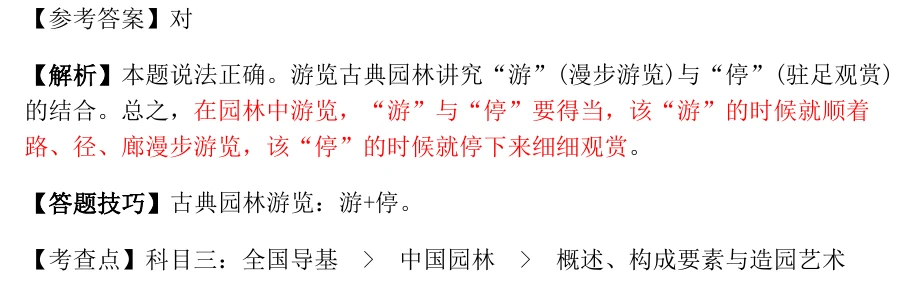 【参考答案】对
【解析】本题说法正确。游览古典园林讲究“游”(漫步游览)与“停”(驻足观赏)
的结合。总之，在园林中游览，“游”与“停”要得当，该“游”的时候就顺着
路、径、廊漫步游览，该“停”的时候就停下来细细观赏。
【答题技巧】古典园林游览：游+停。
【考查点】科目三：全国导基 > 中国园林 > 概述、构成要素与造园艺术